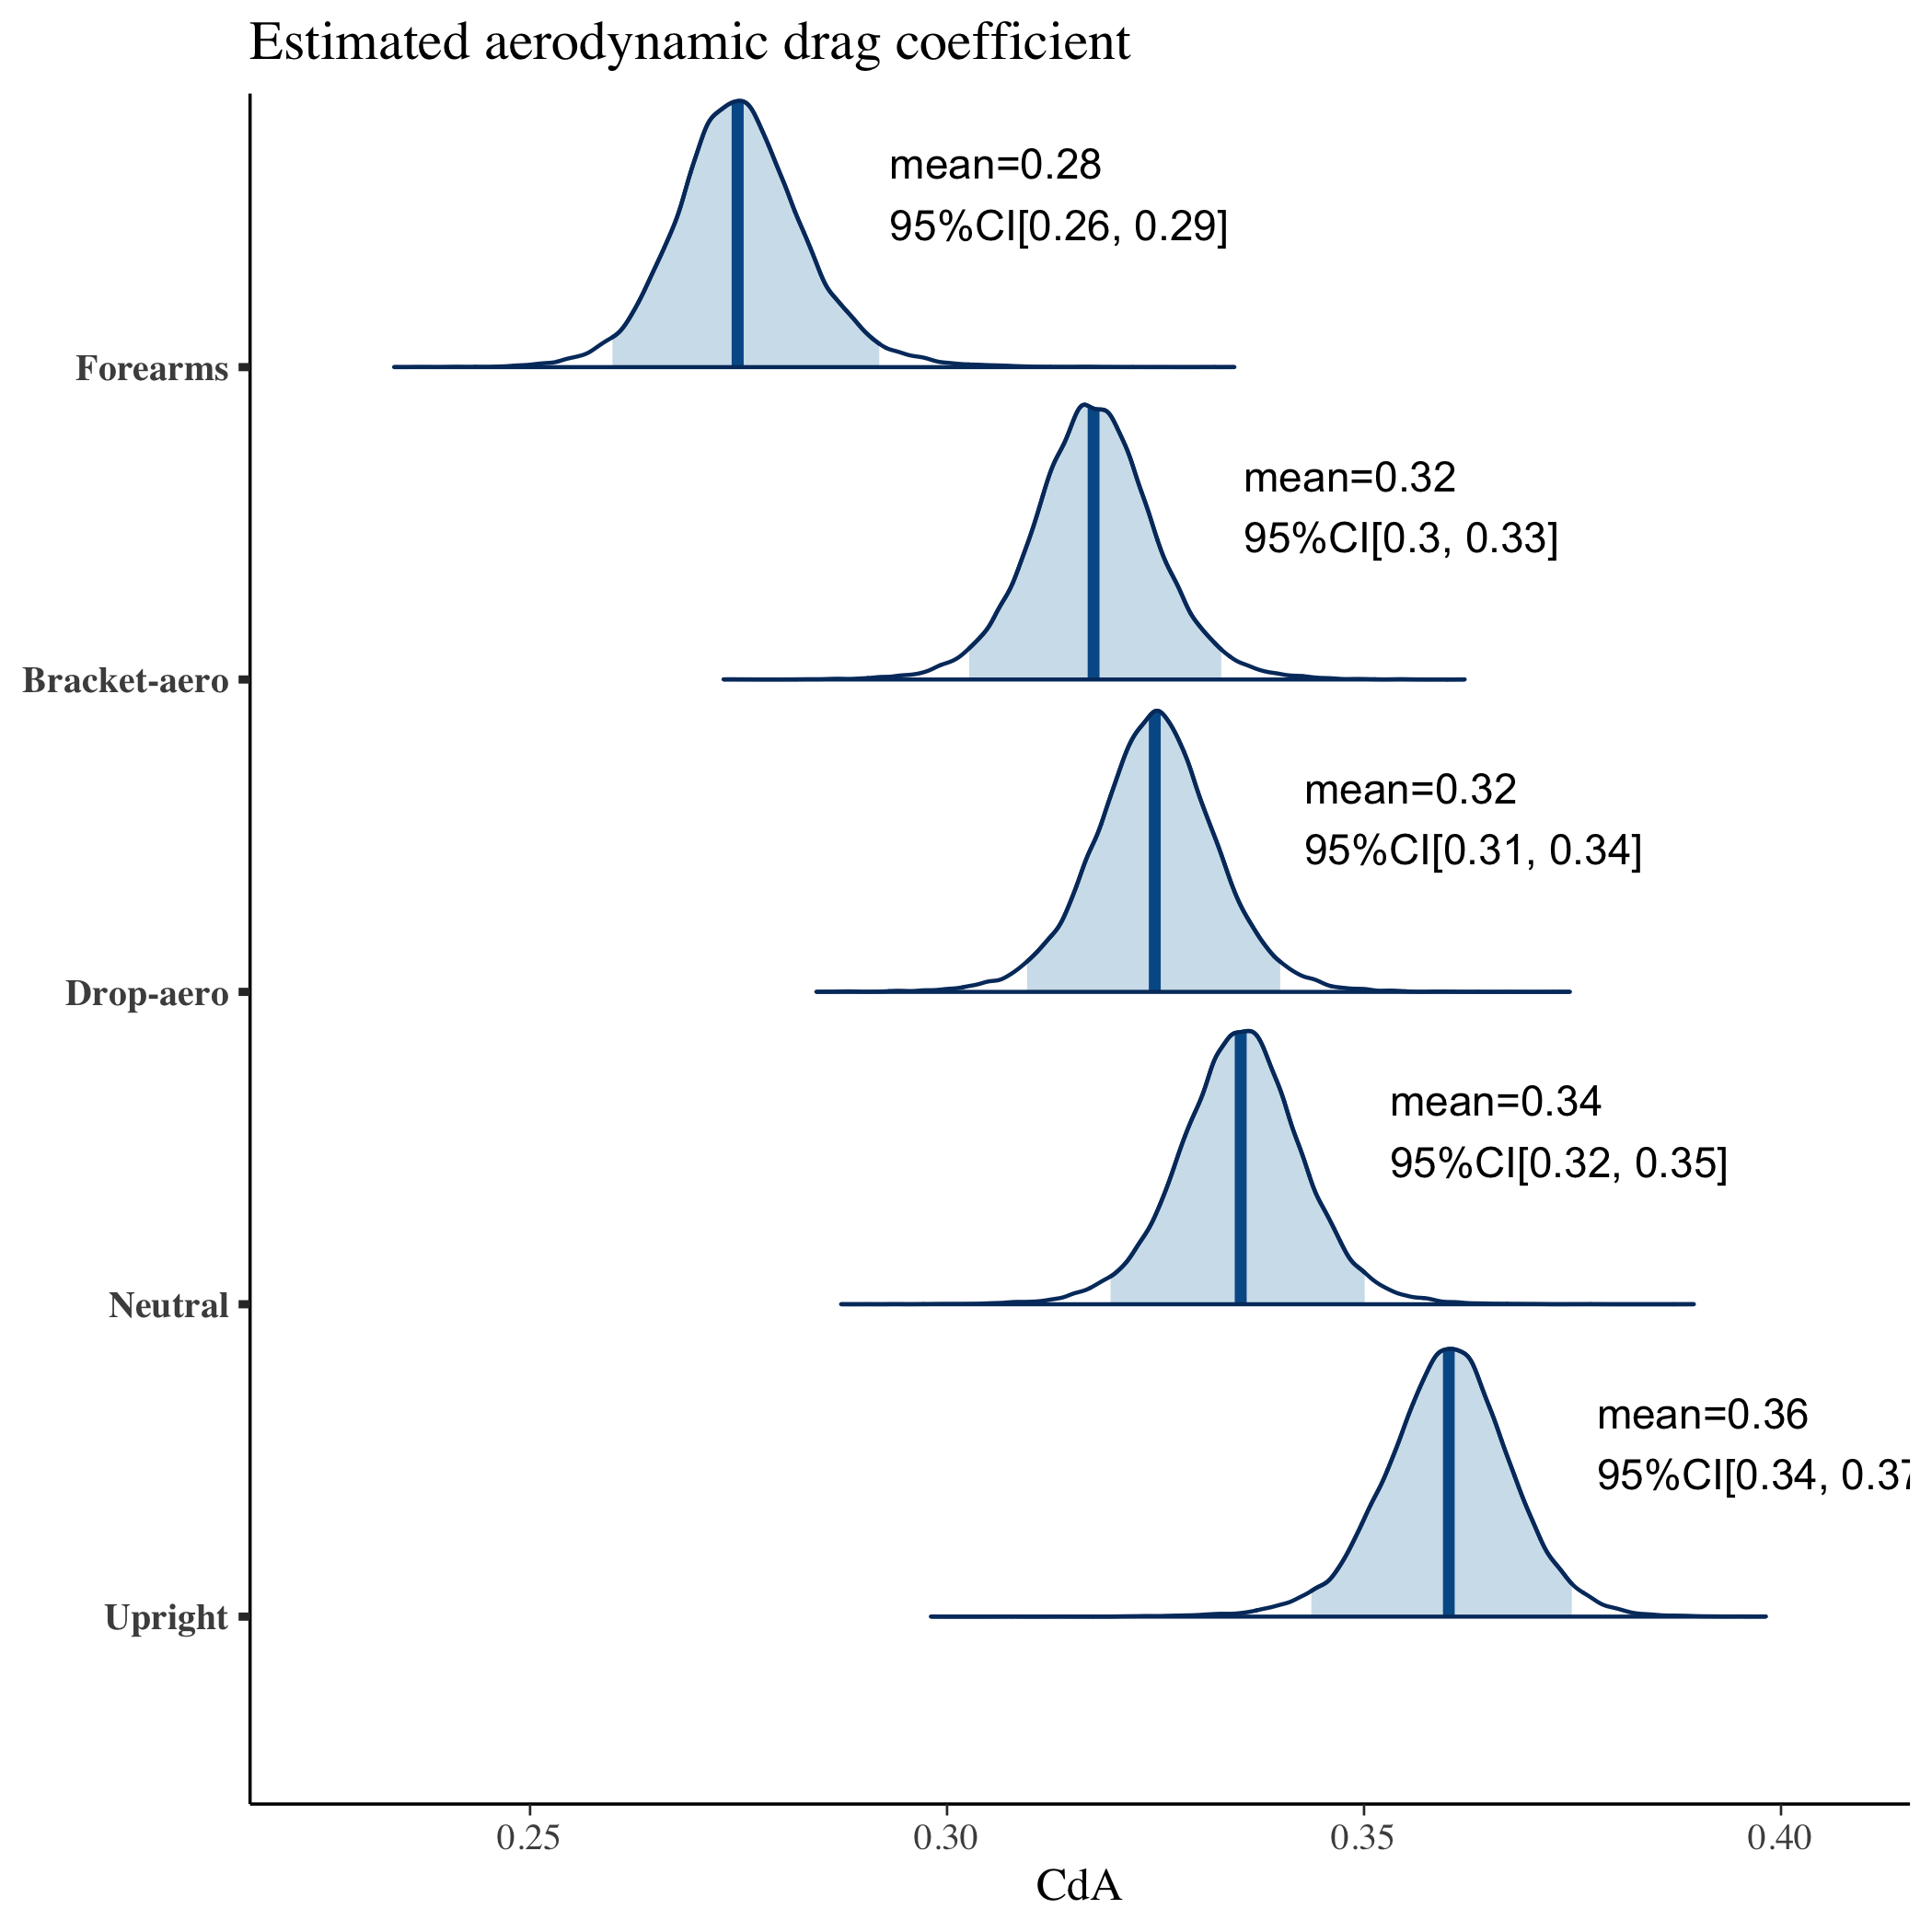 Estimated aerodynamic drag coefficient
mean=0.28
95%CI[0.26, 0.29]
Forearms
mean=0.32
95%CI[0.3, 0.33]
Bracket-aero
mean=0.32
95%CI[0.31, 0.34]
Drop-aero
mean=0.34
95%CI[0.32, 0.35]
Neutral
mean=0.36
95%CI[0.34, 0.37
Upright
0.25 0.30 0.35 0.40
CdA